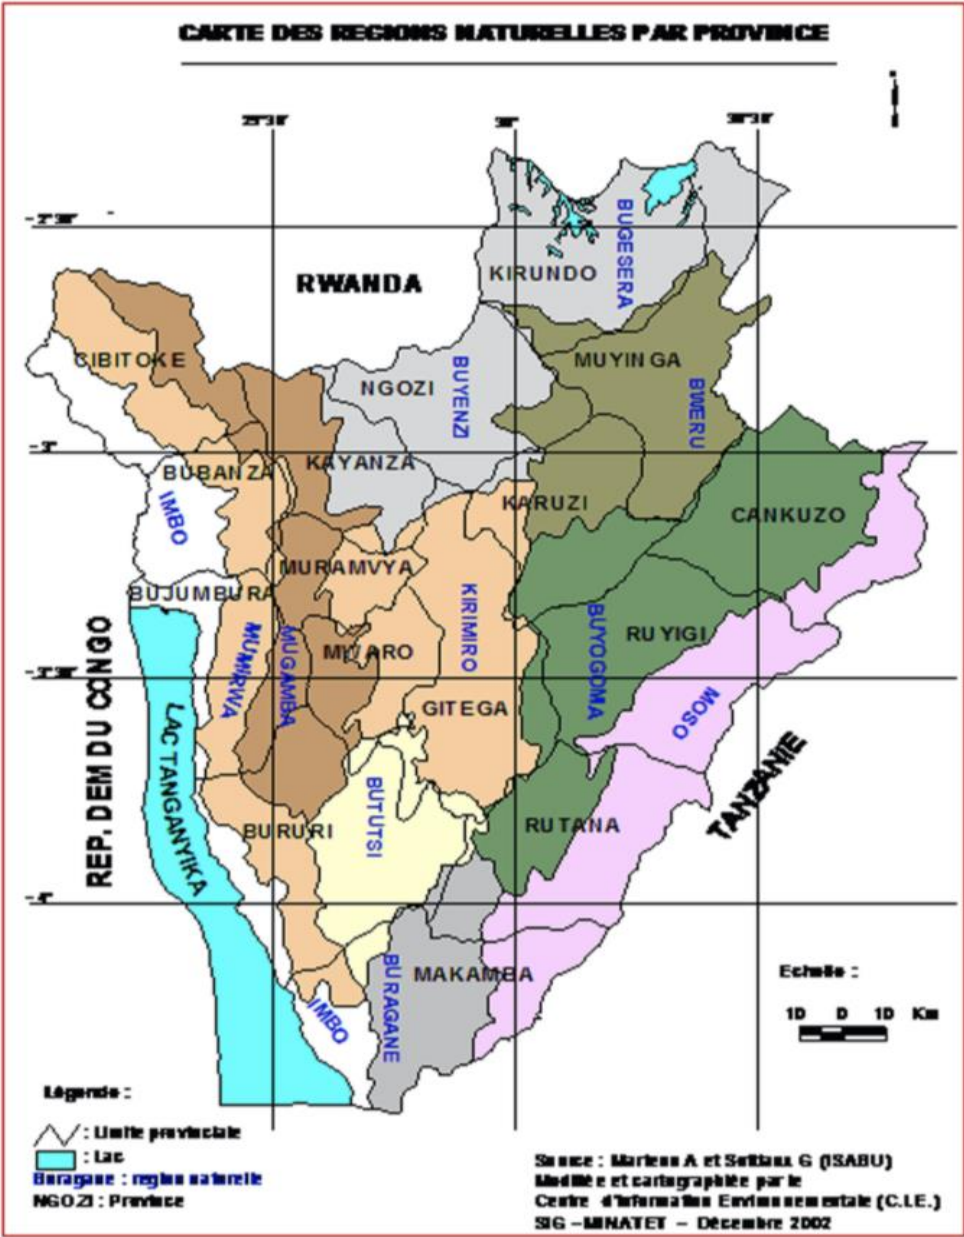 CARTE DES REGIONS NATURELLES PAR PROVINCE
29°30'
30°
30°30'
- 2°30'
RWANDA
KIRUNDO
BUGESERA
CIBITOKE
NGOZI
BUYENZI
MUYINGA
BWERU
- 3°
BUBANZA
KAYANZA
KARUZI
CANKUZO
IMBO
MURAMVYA
BUJUMBURA
KIRIMIRO
BUYOGOMA
RUYIGI
REP. DEM DU CONGO
MUMIRWA
MUGAMBA
MWARO
- 3°30'
GITEGA
MOSO
LAC TANGANYIKA
TANZANIE
BURURI
BUTUTSI
RUTANA
- 4°
MAKAMBA
BURAGANE
IMBO
Echelle :
10 0 10 Km
Légende :
: Limite provinciale
: Lac
Buragane : region naturelle
NGOZI : Province
Source : Martenn A et Sottiaux G (ISABU)
Modifée et cartographiée par le
Centre d'Information Environnementale (C.I.E.)
SIG - MINATET - Décembre 2002